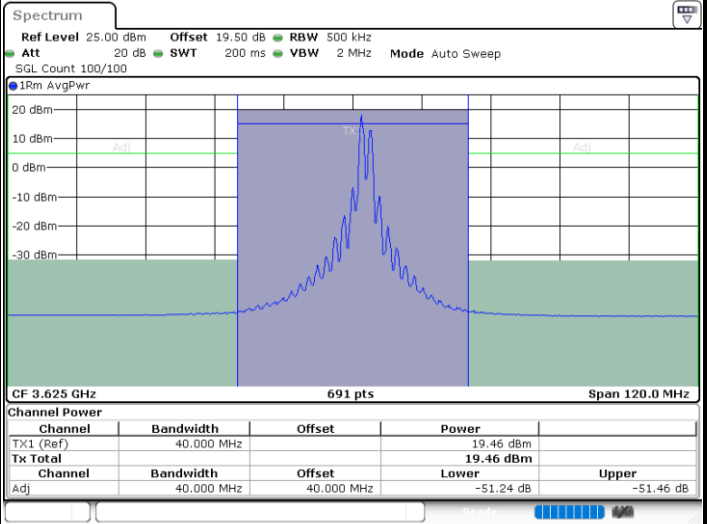 Spectrum
Ref Level 25.00 dBm Offset 19.50 dB RBW 500 kHz
Att 20 dB SWT 200 ms VBW 2 MHz Mode Auto Sweep
SGL Count 100/100
1Rm AvgPwr
20 dBm
TX1
10 dBm
Adj Adj
0 dBm
-10 dBm
-20 dBm
-30 dBm
CF 3.625 GHz 691 pts Span 120.0 MHz
Channel Power
Channel Bandwidth Offset Power
TX1 (Ref) 40.000 MHz 19.46 dBm
Tx Total 19.46 dBm
Channel Bandwidth Offset Lower Upper
Adj 40.000 MHz 40.000 MHz -51.24 dB -51.46 dB
Ready